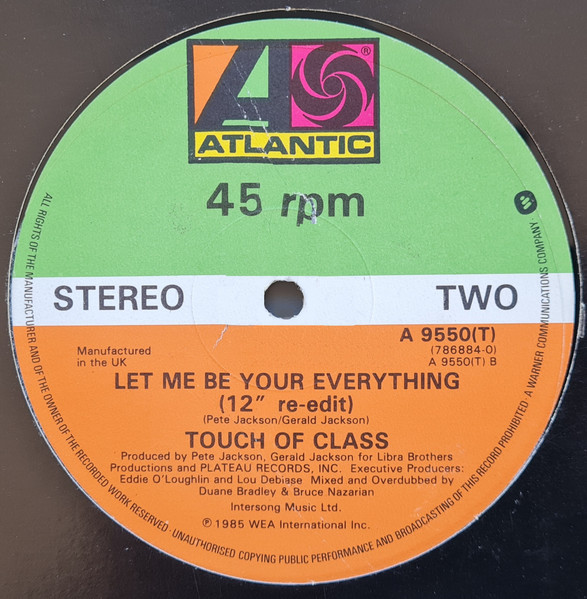 ATLANTIC
®
45 rpm
STEREO
TWO
A 9550(T)
(786884-0)
A 9550(T) B
Manufactured
in the UK
LET ME BE YOUR EVERYTHING
(12" re-edit)
(Pete Jackson/Gerald Jackson)
TOUCH OF CLASS
Produced by Pete Jackson, Gerald Jackson for Libra Brothers
Productions and PLATEAU RECORDS, INC. Executive Producers:
Eddie O'Loughlin and Lou Debiase Mixed and Overdubbed by
Duane Bradley & Bruce Nazarian
Intersong Music Ltd.
℗ 1985 WEA International Inc.
ALL RIGHTS OF THE MANUFACTURER AND OF THE OWNER OF THE RECORDED WORK RESERVED · UNAUTHORISED COPYING PUBLIC PERFORMANCE AND BROADCASTING OF THIS RECORD PROHIBITED · A WARNER COMMUNICATIONS COMPANY